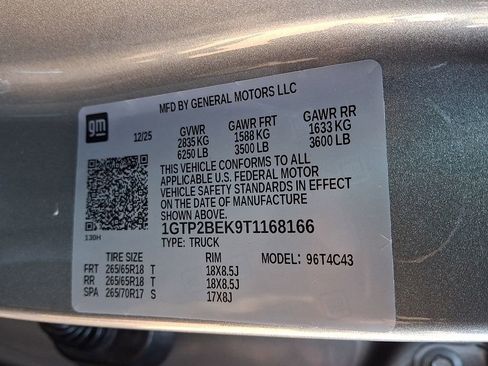 MFD BY GENERAL MOTORS LLC
gm
12/25
GVWR GAWR FRT GAWR RR
2835 KG 1588 KG 1633 KG
6250 LB 3500 LB 3600 LB
THIS VEHICLE CONFORMS TO ALL
APPLICABLE U.S. FEDERAL MOTOR
VEHICLE SAFETY STANDARDS IN EFFECT
ON THE DATE OF MANUFACTURE
SHOWN ABOVE.
1GTP2BEK9T1168166
TYPE: TRUCK
130H
MODEL: 96T4C43
TIRE SIZE RIM
FRT 265/65R18 T 18X8.5J
RR 265/65R18 T 18X8.5J
SPA 265/70R17 S 17X8J